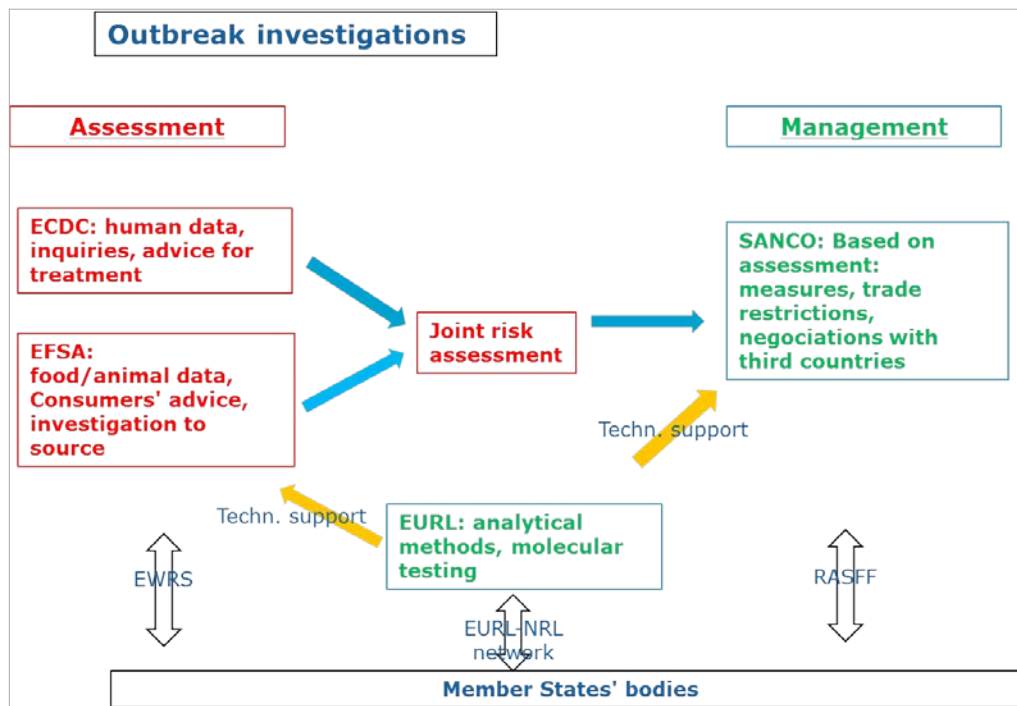 Outbreak investigations
Assessment
Management
ECDC: human data,
inquiries, advice for
treatment
SANCO: Based on
assessment:
measures, trade
restrictions,
negociations with
third countries
Joint risk
assessment
EFSA:
food/animal data,
Consumers' advice,
investigation to
source
Techn. support
Techn. support
EURL: analytical
methods, molecular
testing
EWRS
RASFF
EURL-NRL
network
Member States' bodies